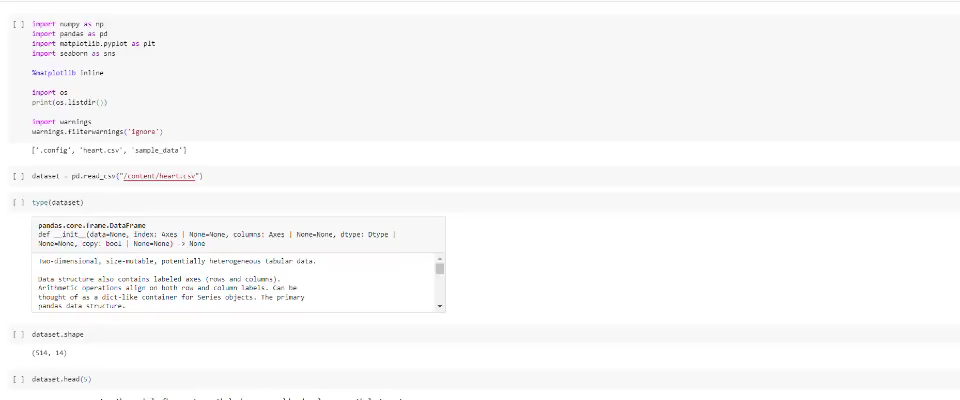 [ ] import numpy as np
import pandas as pd
import matplotlib.pyplot as plt
import seaborn as sns
%matplotlib inline
import os
print(os.listdir())
import warnings
warnings.filterwarnings('ignore')
['.config', 'heart.csv', 'sample_data']
[ ] dataset = pd.read_csv("/content/heart.csv")
[ ] type(dataset)
pandas.core.frame.DataFrame
def __init__(data=None, index: Axes | None=None, columns: Axes | None=None, dtype: Dtype |
None=None, copy: bool | None=None) -> None
Two-dimensional, size-mutable, potentially heterogeneous tabular data.
Data structure also contains labeled axes (rows and columns).
Arithmetic operations align on both row and column labels. Can be
thought of as a dict-like container for Series objects. The primary
pandas data structure.
[ ] dataset.shape
(514, 14)
[ ] dataset.head(5)